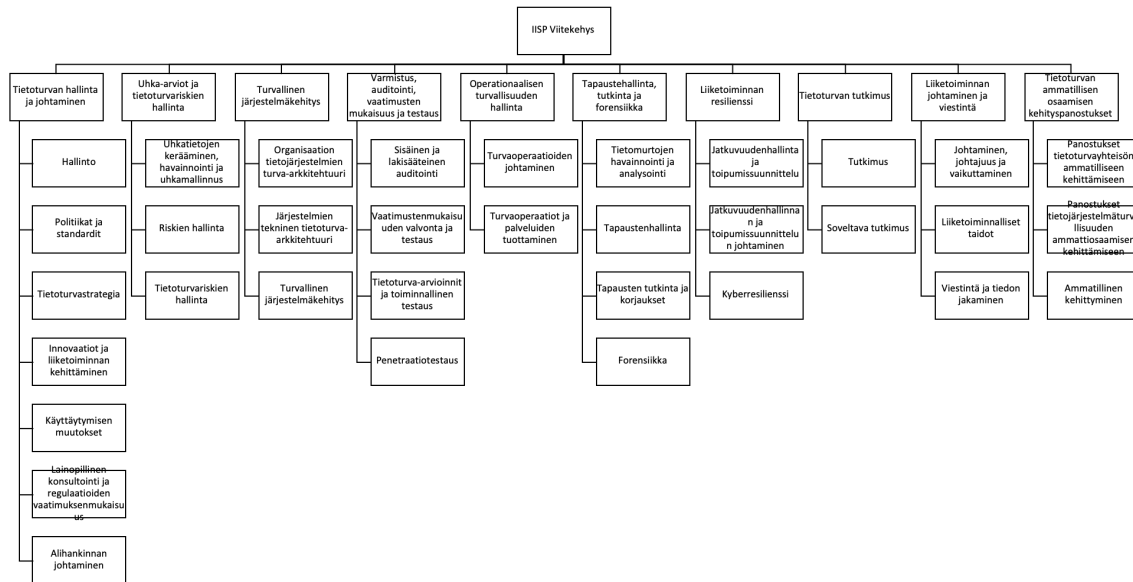 IISP Viitekehys
Tietoturvan hallinta
ja johtaminen
Hallinto
Politiikat ja
standardit
Tietoturvastrategia
Innovaatiot ja
liiketoiminnan
kehittäminen
Käyttäytymisen
muutokset
Lainopillinen
konsultointi ja
regulaatioiden
vaatimuksenmukaisu
us
Alihankinnan
johtaminen
Uhka-arviot ja
tietoturvariskien
hallinta
Uhkatietojen
kerääminen,
havainnointi ja
uhkamallinnus
Riskien hallinta
Tietoturvariskien
hallinta
Turvallinen
järjestelmäkehitys
Organisaation
tietojärjestelmien
turva-arkkitehtuuri
Järjestelmien
tekninen tietoturva-
arkkitehtuuri
Turvallinen
järjestelmäkehitys
Varmistus,
auditointi,
vaatimusten
mukaisuus ja testaus
Sisäinen ja
lakisääteinen
auditointi
Vaatimustenmukaisu
uden valvonta ja
testaus
Tietoturva-arvioinnit
ja toiminnallinen
testaus
Penetraatiotestaus
Operationaalisen
turvallisuuden
hallinta
Turvaoperaatioiden
johtaminen
Turvaoperaatiot ja
palveluiden
tuottaminen
Tapaustehallinta,
tutkinta ja
forensiikka
Tietomurtojen
havainnointi ja
analysointi
Tapaustenhallinta
Tapausten tutkinta ja
korjaukset
Forensiikka
Liiketoiminnan
resilienssi
Jatkuvuudenhallinta
ja
toipumissuunnittelu
Jatkuvuudenhallinna
n ja
toipumissuunnittelu
n johtaminen
Kyberresilienssi
Tietoturvan tutkimus
Tutkimus
Soveltava tutkimus
Liiketoiminnan
johtaminen ja
viestintä
Johtaminen,
johtajuus ja
vaikuttaminen
Liiketoiminnalliset
taidot
Viestintä ja tiedon
jakaminen
Tietoturvan
ammatillisen
osaamisen
kehityspanostukset
Panostukset
tietoturvayhteisön
ammatilliseen
kehittämiseen
Panostukset
tietojärjestelmäturva
llisuuden
ammattiosaamisen
kehittämiseen
Ammatillinen
kehittyminen